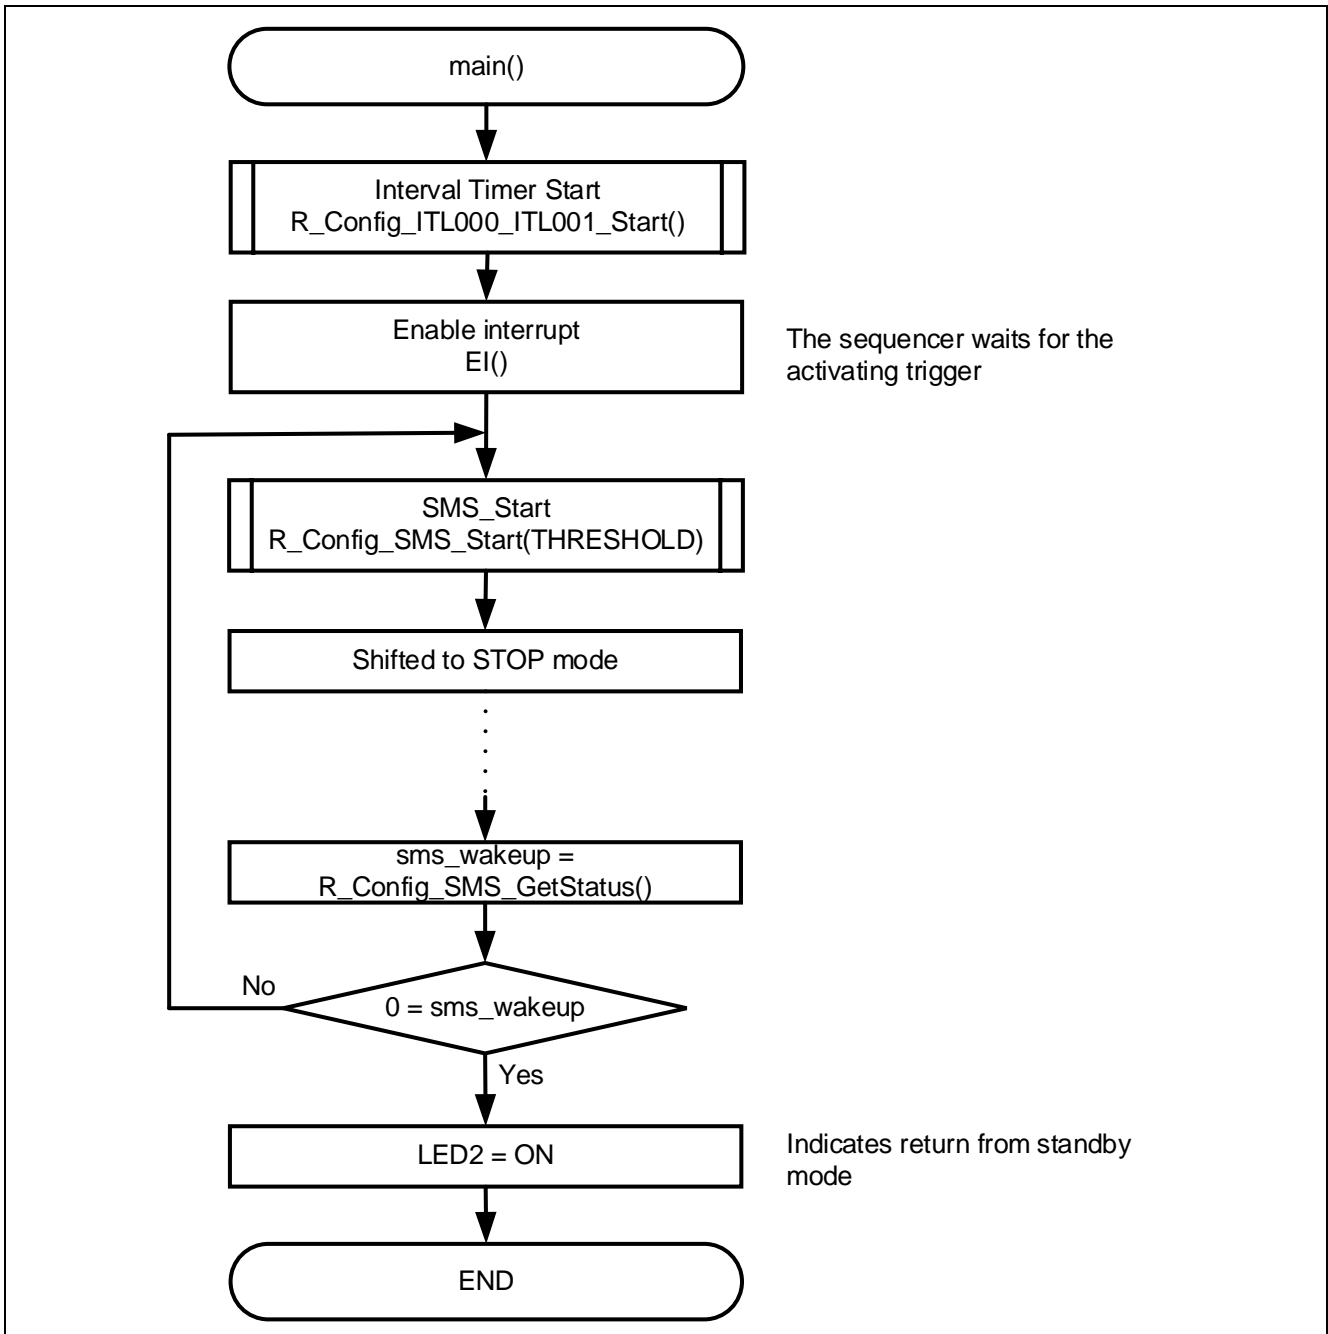 main()
Interval Timer Start
R_Config_ITL000_ITL001_Start()
Enable interrupt
EI()
The sequencer waits for the
activating trigger
SMS_Start
R_Config_SMS_Start(THRESHOLD)
Shifted to STOP mode
sms_wakeup =
R_Config_SMS_GetStatus()
No
0 = sms_wakeup
Yes
LED2 = ON
Indicates return from standby
mode
END